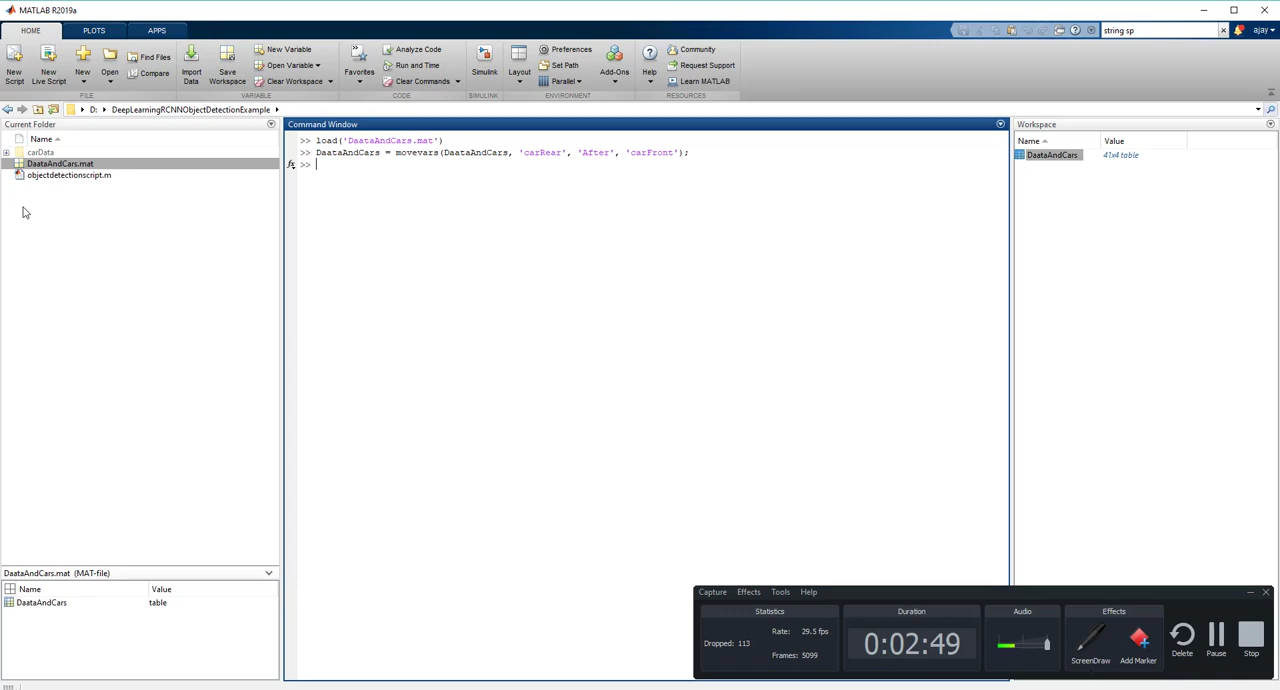 MATLAB R2019a
HOME PLOTS APPS
string sp
ajay
New Script
New Live Script
New
Open
Find Files
Compare
Import Data
Save Workspace
New Variable
Open Variable
Clear Workspace
Favorites
Analyze Code
Run and Time
Clear Commands
Simulink
Layout
Preferences
Set Path
Parallel
Add-Ons
Help
Community
Request Support
Learn MATLAB
FILE VARIABLE CODE SIMULINK ENVIRONMENT RESOURCES
D: DeepLearningRCNNObjectDetectionExample
Current Folder
Name
carData
DaataAndCars.mat
objectdetectionscript.m
Command Window
>> load('DaataAndCars.mat')
>> DaataAndCars = movevars(DaataAndCars, 'carRear', 'After', 'carFront');
fx >>
Workspace
Name Value
DaataAndCars 41x4 table
DaataAndCars.mat (MAT-file)
Name Value
DaataAndCars table
Capture Effects Tools Help
Statistics
Rate: 29.5 fps
Dropped: 113
Frames: 5099
Duration
0:02:49
Audio
Effects
ScreenDraw
Add Marker
Delete
Pause
Stop